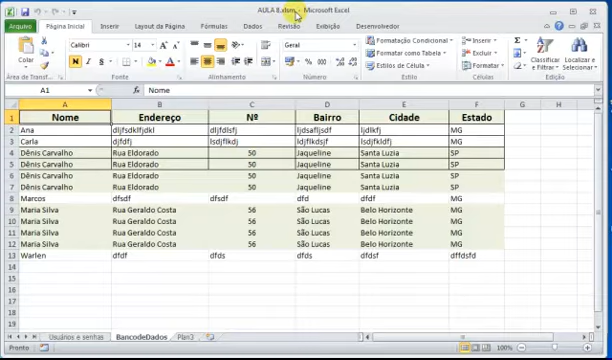 AULA 8.xlsm - Microsoft Excel
Arquivo Página Inicial Inserir Layout da Página Fórmulas Dados Revisão Exibição Desenvolvedor
Calibri 14 Geral Formatação Condicional Inserir
Colar N I S Formatar como Tabela Excluir Classificar e Filtrar Localizar e Selecionar
Estilos de Célula Formatar
Área de Transf... Fonte Alinhamento Número Estilo Células Edição
A1 fx Nome
A B C D E F G H
1 Nome Endereço Nº Bairro Cidade Estado
2 Ana MG
3 Carla djfdfj lsdjflkdj MG
4 Dênis Carvalho Rua Eldorado 50 Jaqueline Santa Luzia SP
5 Dênis Carvalho Rua Eldorado 50 Jaqueline Santa Luzia SP
6 Dênis Carvalho Rua Eldorado 50 Jaqueline Santa Luzia SP
7 Dênis Carvalho Rua Eldorado 50 Jaqueline Santa Luzia SP
8 Marcos dfsdf dfsdf dfd dfdf MG
9 Maria Silva Rua Geraldo Costa 56 São Lucas Belo Horizonte MG
10 Maria Silva Rua Geraldo Costa 56 São Lucas Belo Horizonte MG
11 Maria Silva Rua Geraldo Costa 56 São Lucas Belo Horizonte MG
12 Maria Silva Rua Geraldo Costa 56 São Lucas Belo Horizonte MG
13 Warlen dfdf dfds dfds dfdsf dffdsfd
14
15
16
17
18
19
Usuários e senhas BancodeDados Plan3
Pronto 100%